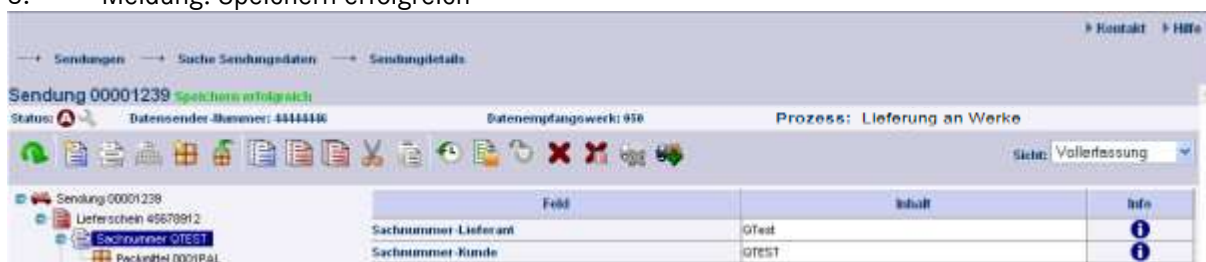 Meldung: Speichern erfolgreich
Kontakt Hilfe
Sendungen Suche Sendungsdaten Sendungdetails
Sendung 00001239 Speichern erfolgreich
Status: Datensender-Nummer: 44444446 Datenempfangswerk: 050 Prozess: Lieferung an Werke
Sicht: Vollerfassung
Sendung 00001239 Feld Inhalt Info
Lieferschein 45678912
Sachnummer-Lieferant QTest
Sachnummer QTEST
Sachnummer-Kunde QTEST
Packmittel 0001PAL